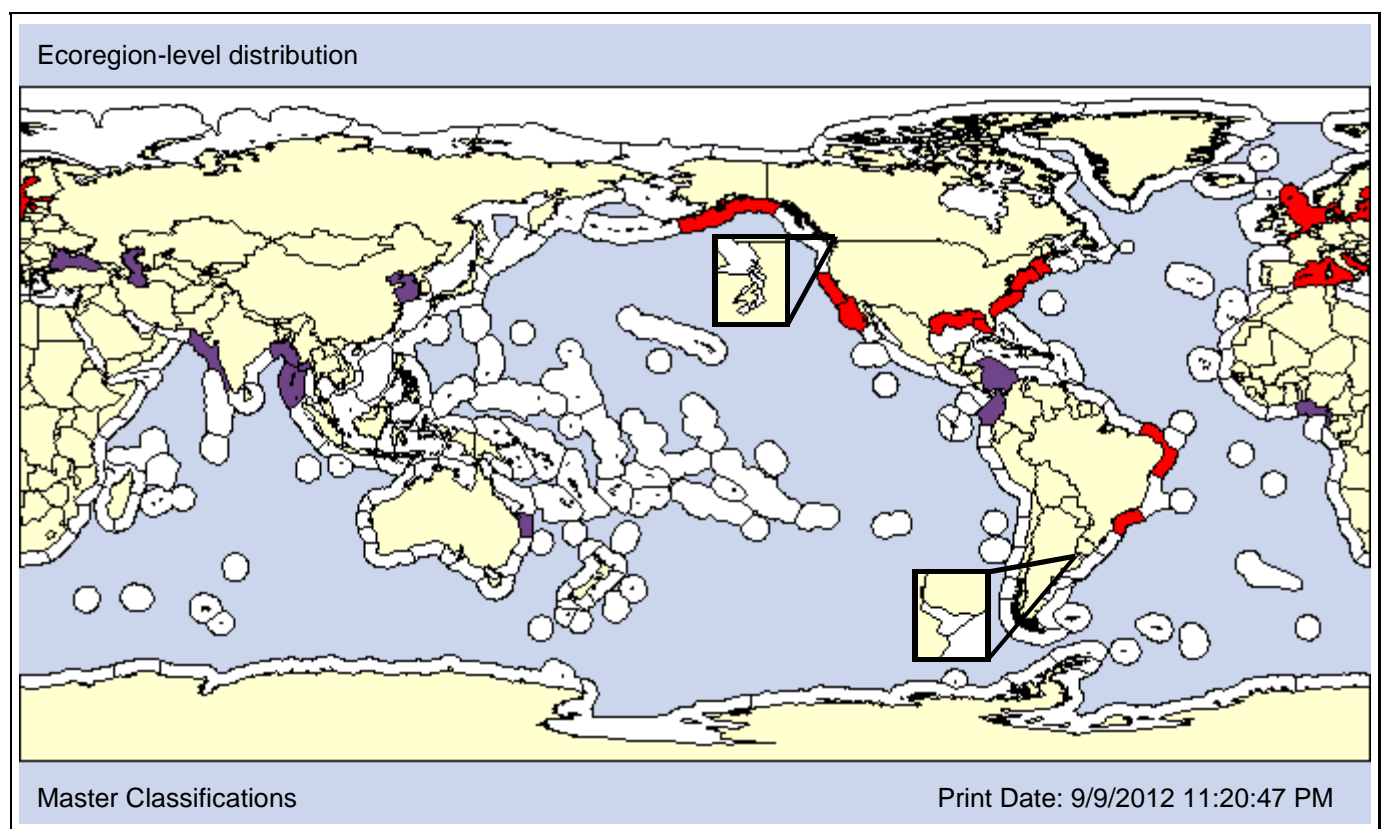 Ecoregion-level distribution
Master Classifications
Print Date: 9/9/2012 11:20:47 PM